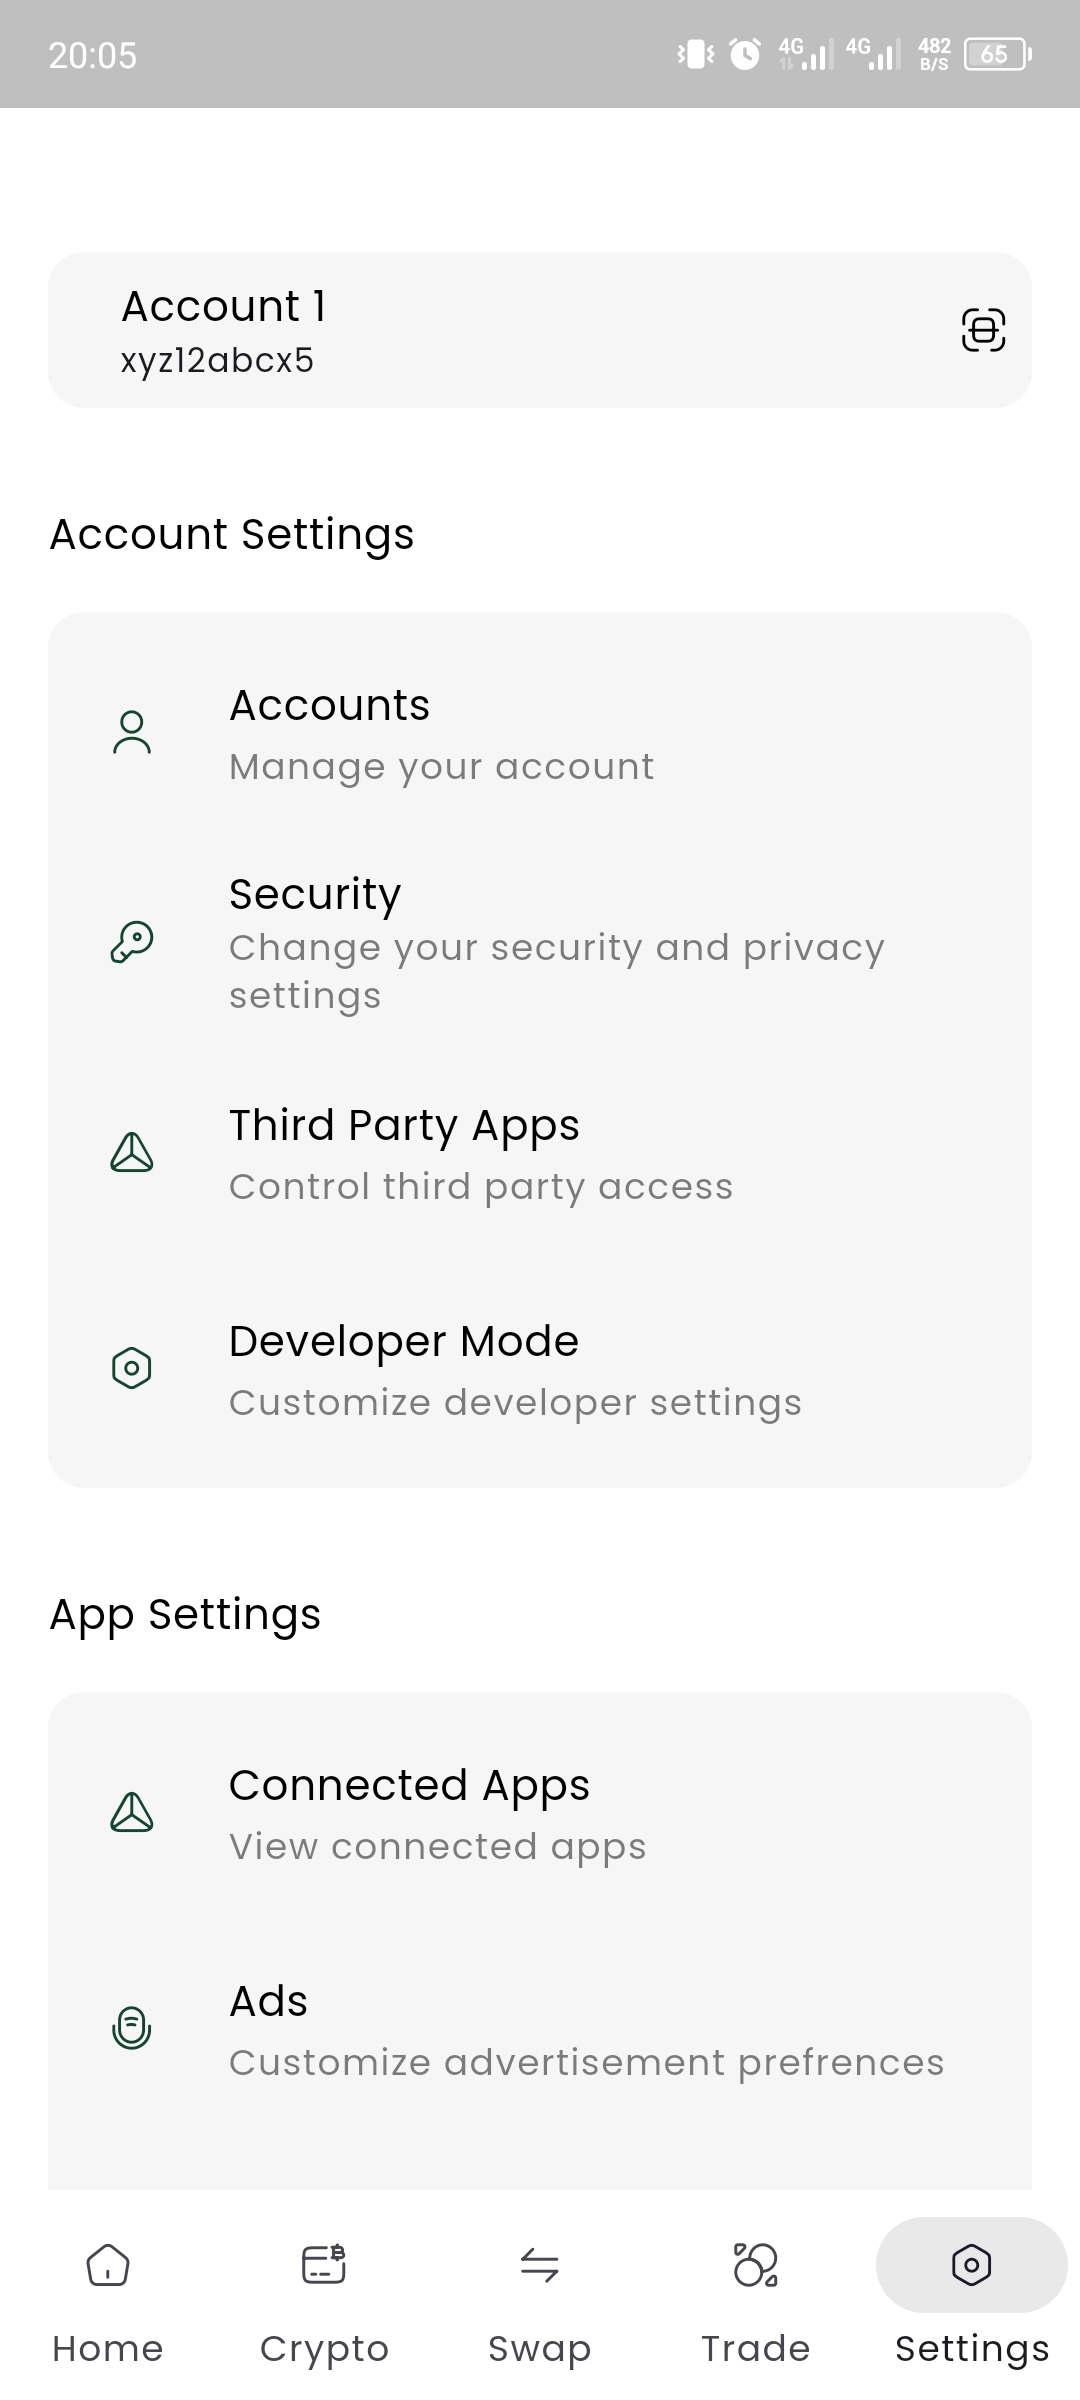 20:05
4G 4G 482 B/S 65
Account 1
xyz12abcx5
Account Settings
Accounts
Manage your account
Security
Change your security and privacy
settings
Third Party Apps
Control third party access
Developer Mode
Customize developer settings
App Settings
Connected Apps
View connected apps
Ads
Customize advertisement prefrences
Home Crypto Swap Trade Settings